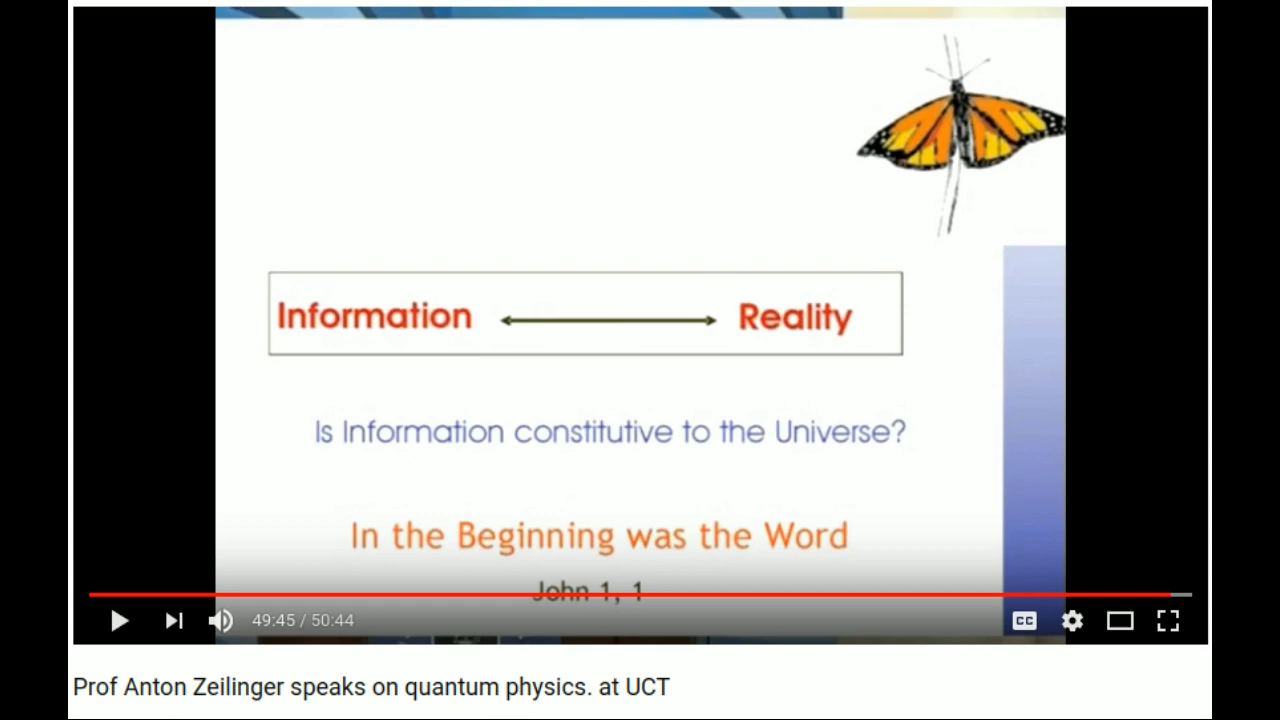 Information Reality
Is Information constitutive to the Universe?
In the Beginning was the Word
John 1, 1
49:45 / 50:44
CC
Prof Anton Zeilinger speaks on quantum physics. at UCT